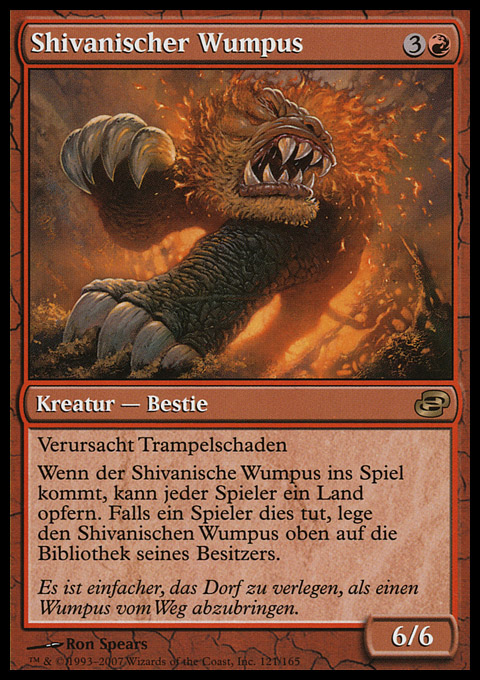 Shivanischer Wumpus
3
Kreatur — Bestie
Verursacht Trampelschaden
Wenn der Shivanische Wumpus ins Spiel
kommt, kann jeder Spieler ein Land
opfern. Falls ein Spieler dies tut, lege
den Shivanischen Wumpus oben auf die
Bibliothek seines Besitzers.
Es ist einfacher, das Dorf zu verlegen, als einen
Wumpus vom Weg abzubringen.
6/6
Ron Spears
™ & © 1993–2007 Wizards of the Coast, Inc. 121/165